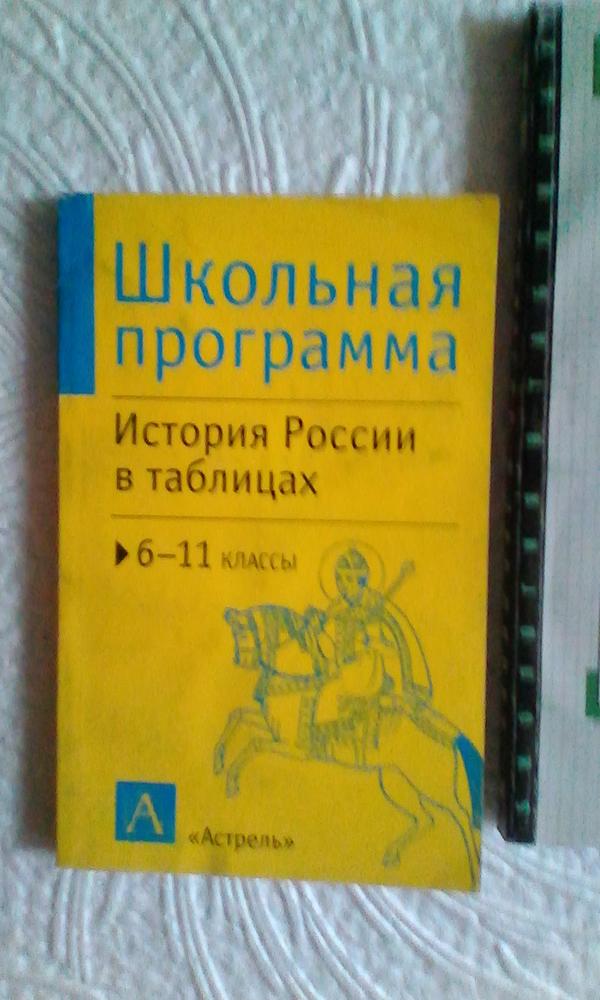 Школьная
программа
История России
в таблицах
6–11 классы
А
«Астрель»